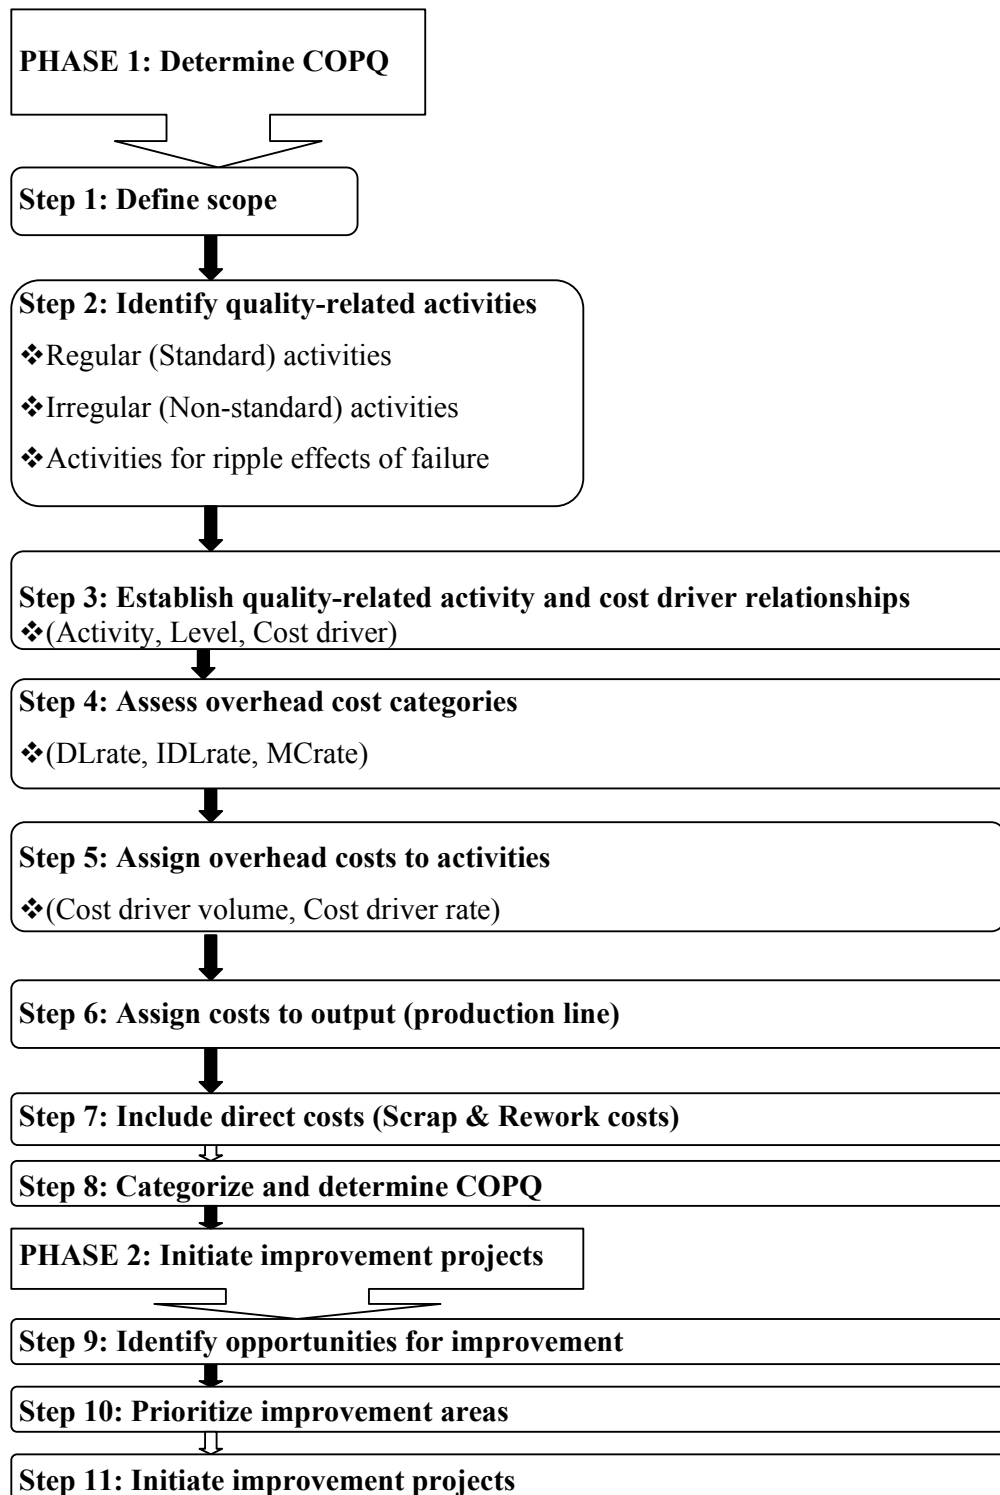 PHASE 1: Determine COPQ
Step 1: Define scope
Step 2: Identify quality-related activities
❖Regular (Standard) activities
❖Irregular (Non-standard) activities
❖Activities for ripple effects of failure
Step 3: Establish quality-related activity and cost driver relationships
❖(Activity, Level, Cost driver)
Step 4: Assess overhead cost categories
❖(DLrate, IDLrate, MCrate)
Step 5: Assign overhead costs to activities
❖(Cost driver volume, Cost driver rate)
Step 6: Assign costs to output (production line)
Step 7: Include direct costs (Scrap & Rework costs)
Step 8: Categorize and determine COPQ
PHASE 2: Initiate improvement projects
Step 9: Identify opportunities for improvement
Step 10: Prioritize improvement areas
Step 11: Initiate improvement projects